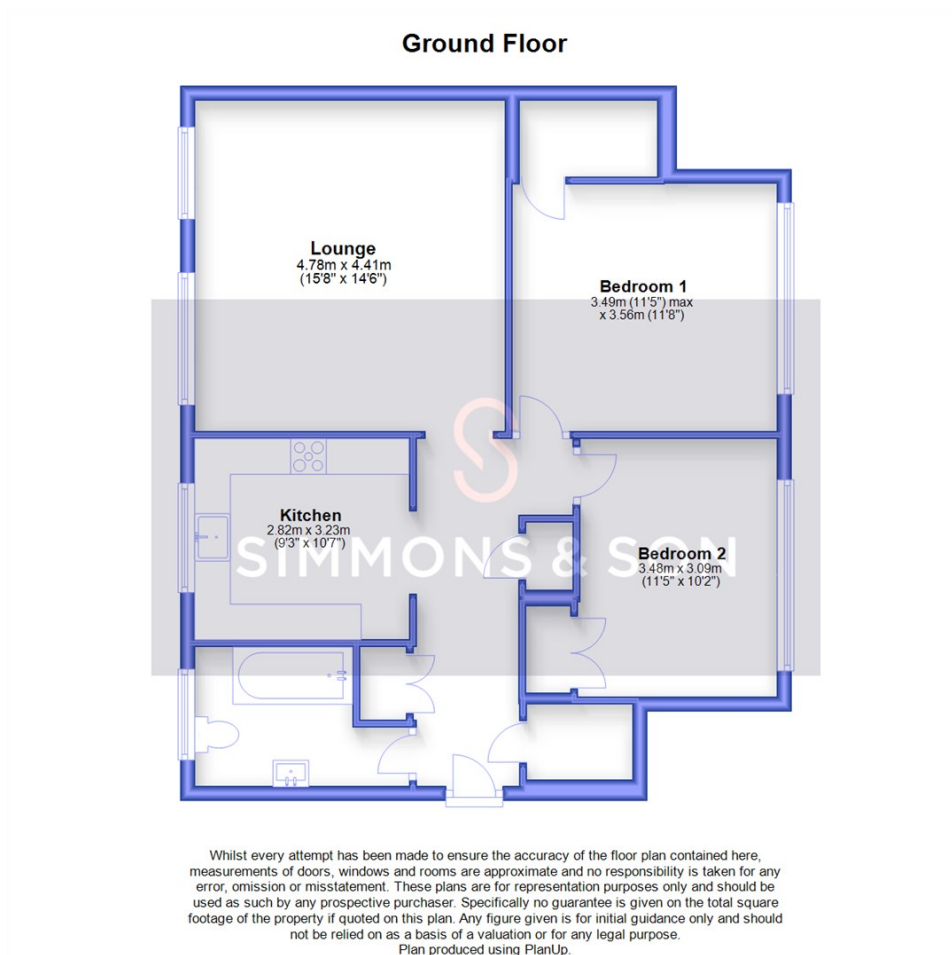 Ground Floor
Lounge
4.78m x 4.41m
(15'8" x 14'6")
Bedroom 1
3.49m (11'5") max
x 3.56m (11'8")
Kitchen
2.82m x 3.23m
(9'3" x 10'7")
SIMMONS & SON
Bedroom 2
3.48m x 3.09m
(11'5" x 10'2")
Whilst every attempt has been made to ensure the accuracy of the floor plan contained here,
measurements of doors, windows and rooms are approximate and no responsibility is taken for any
error, omission or misstatement. These plans are for representation purposes only and should be
used as such by any prospective purchaser. Specifically no guarantee is given on the total square
footage of the property if quoted on this plan. Any figure given is for initial guidance only and should
not be relied on as a basis of a valuation or for any legal purpose.
Plan produced using PlanUp.